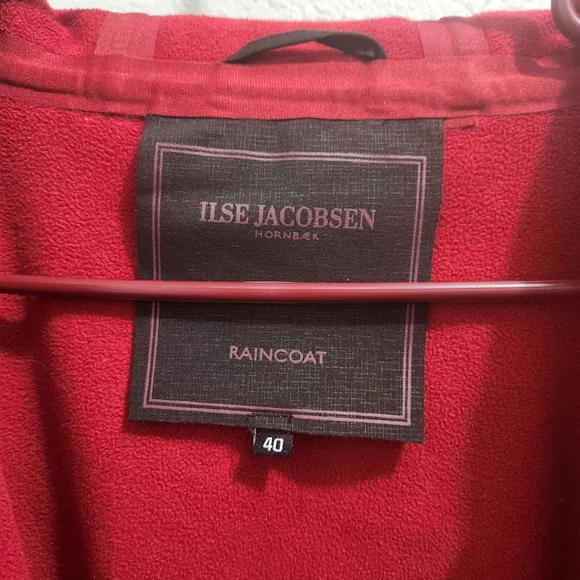 ILSE JACOBSEN
HORNBÆK
RAINCOAT
40